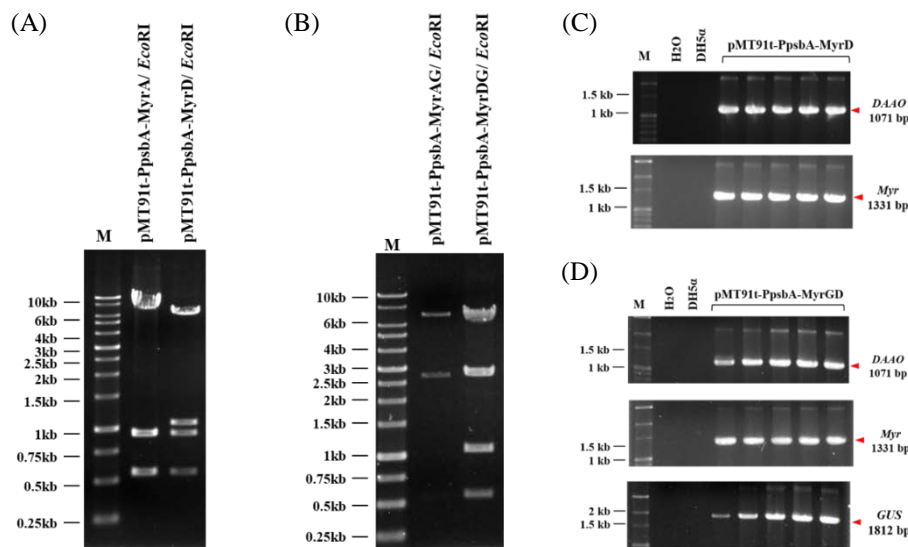 (A)
M
pMT91t-PpsbA-MyrA/ EcoRI
pMT91t-PpsbA-MyrD/ EcoRI
10kb
6kb
4kb
3kb
2.5kb
2kb
1.5kb
1kb
0.75kb
0.5kb
0.25kb
(B)
M
pMT91t-PpsbA-MyrAG/ EcoRI
pMT91t-PpsbA-MyrDG/ EcoRI
10kb
6kb
4kb
3kb
2.5kb
2kb
1.5kb
1kb
0.75kb
0.5kb
0.25kb
(C)
M
H2O
DH5α
pMT91t-PpsbA-MyrD
1.5 kb
1 kb
DAAO
1071 bp
1.5 kb
1 kb
Myr
1331 bp
(D)
M
H2O
DH5α
pMT91t-PpsbA-MyrGD
1.5 kb
1 kb
DAAO
1071 bp
1.5 kb
1 kb
Myr
1331 bp
2 kb
1.5 kb
GUS
1812 bp